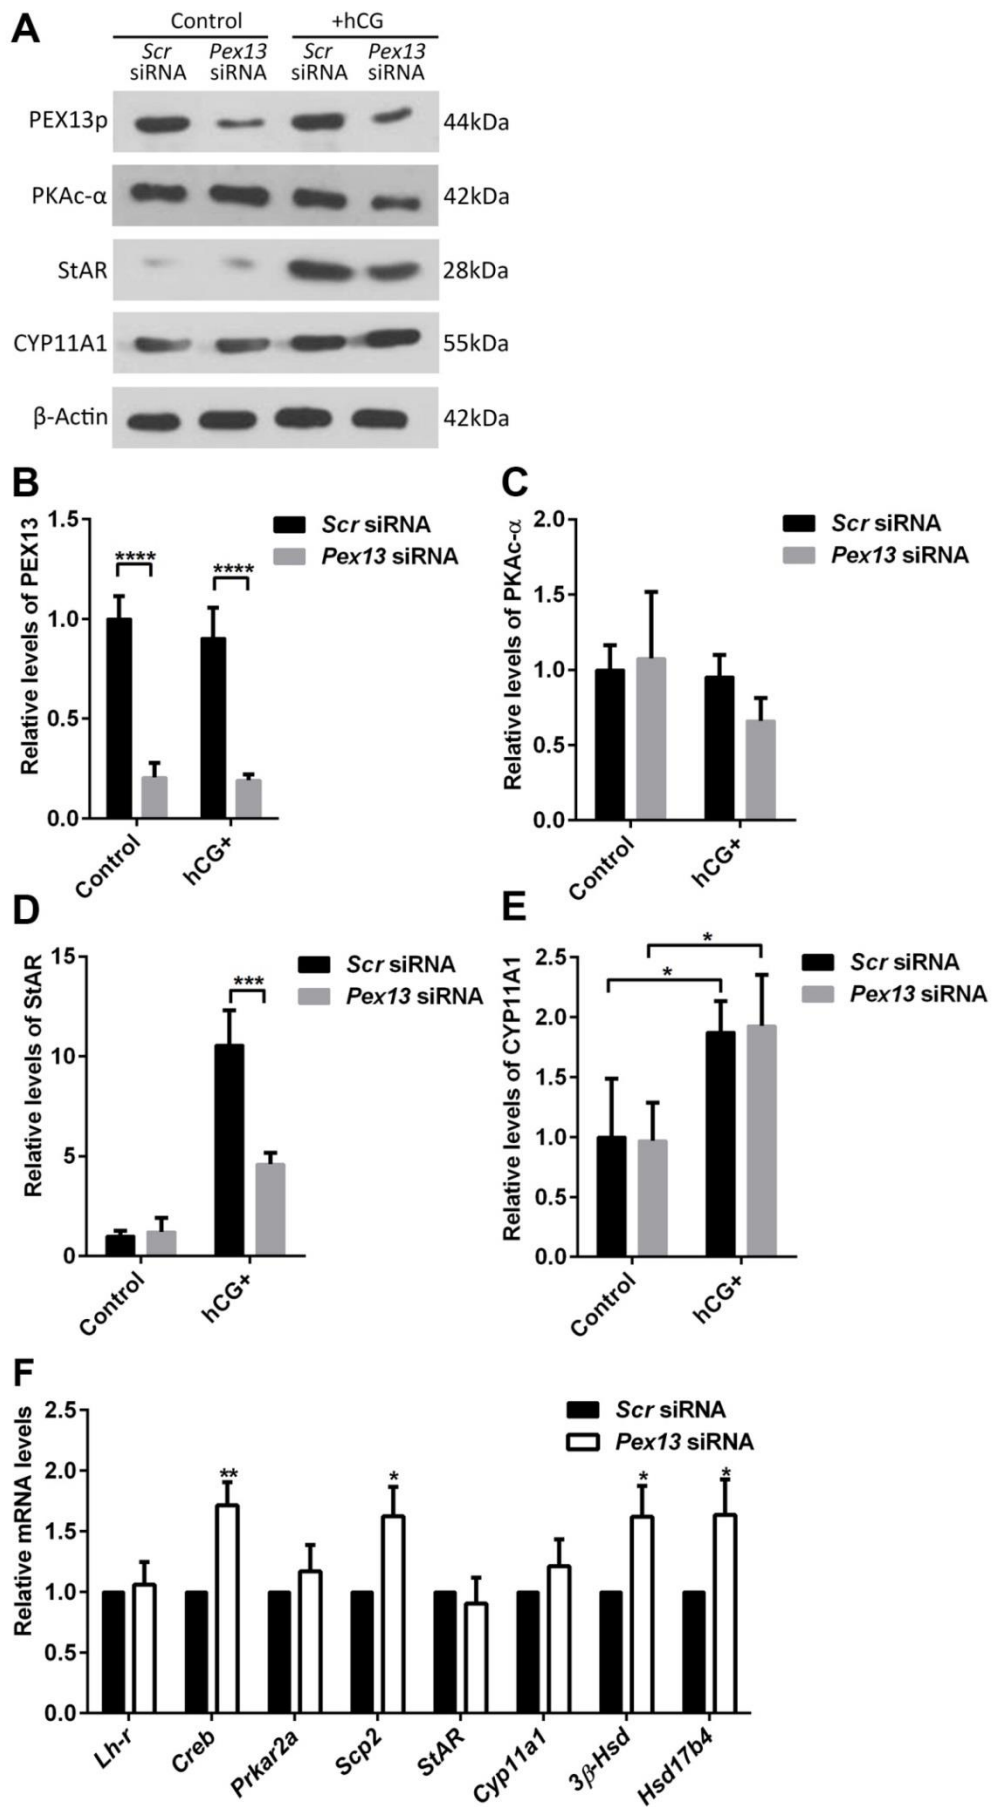 A
Control +hCG
Scr Pex13 Scr Pex13
siRNA siRNA siRNA siRNA
PEX13p 44kDa
PKAc-α 42kDa
StAR 28kDa
CYP11A1 55kDa
β-Actin 42kDa
B
Relative levels of PEX13
1.5
1.0
0.5
0.0
**** ****
Scr siRNA
Pex13 siRNA
Control hCG+
C
Relative levels of PKAc-α
2.0
1.5
1.0
0.5
0.0
Scr siRNA
Pex13 siRNA
Control hCG+
D
Relative levels of StAR
15
10
5
0
***
Scr siRNA
Pex13 siRNA
Control hCG+
E
Relative levels of CYP11A1
2.5
2.0
1.5
1.0
0.5
0.0
*
*
Scr siRNA
Pex13 siRNA
Control hCG+
F
Relative mRNA levels
2.5
2.0
1.5
1.0
0.5
0.0
Scr siRNA
Pex13 siRNA
** * * *
Lh-r Creb Prkar2a Scp2 StAR Cyp11a1 3β-Hsd Hsd17b4